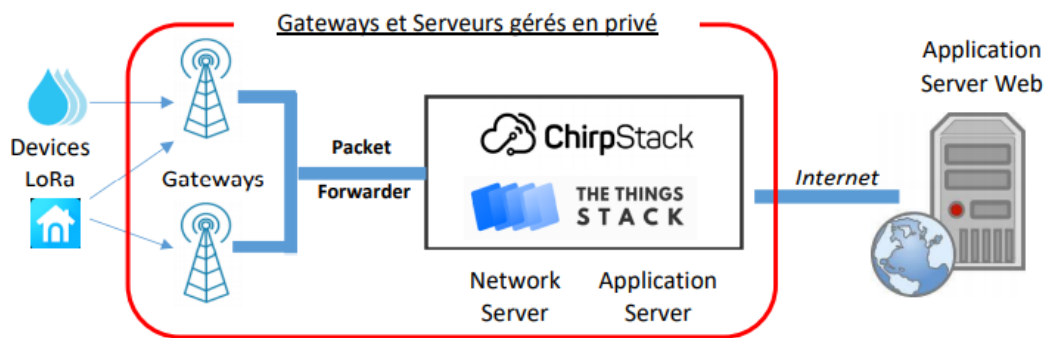 Gateways et Serveurs gérés en privé
Application
Server Web
Devices
LoRa
Gateways
Packet
Forwarder
ChirpStack
THE THINGS
STACK
Internet
Network
Server
Application
Server